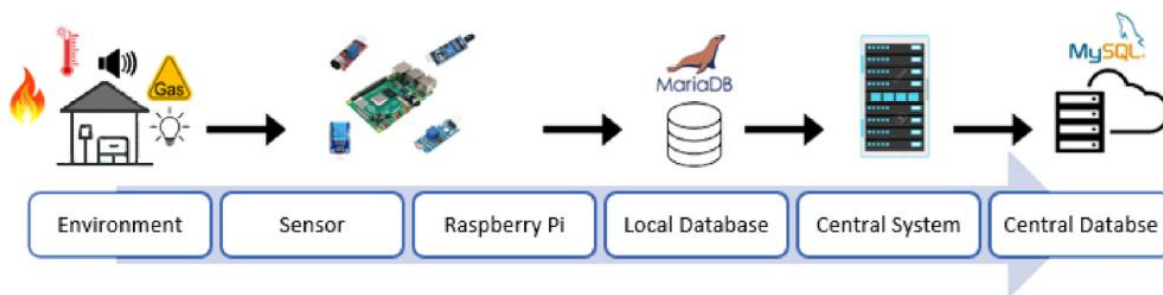 Gas
MariaDB
MySQL
Environment
Sensor
Raspberry Pi
Local Database
Central System
Central Databse